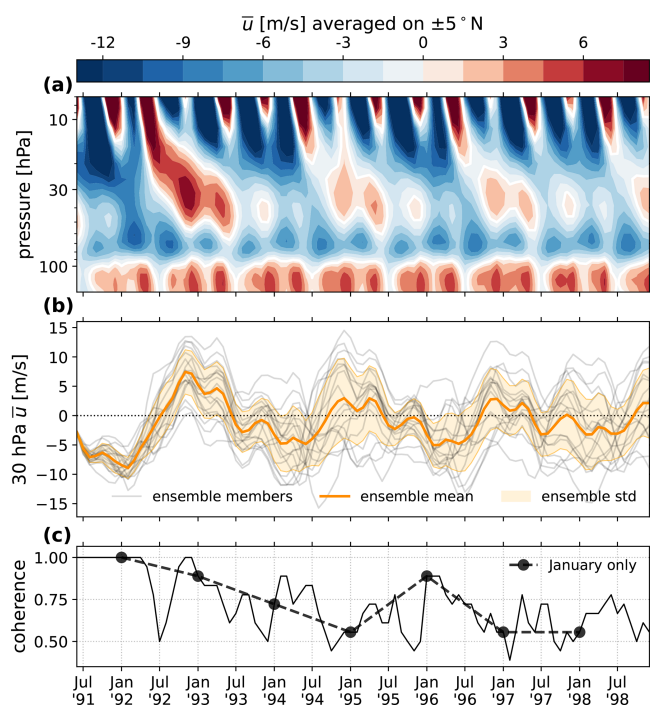 u̅ [m/s] averaged on ±5°N
-12 -9 -6 -3 0 3 6
(a)
pressure [hPa]
10
30
100
(b)
30 hPa u̅ [m/s]
15
10
5
0
−5
−10
−15
ensemble members ensemble mean ensemble std
(c)
coherence
1.00
0.75
0.50
January only
Jul Jan Jul Jan Jul Jan Jul Jan Jul Jan Jul Jan Jul Jan Jul
'91 '92 '92 '93 '93 '94 '94 '95 '95 '96 '96 '97 '97 '98 '98